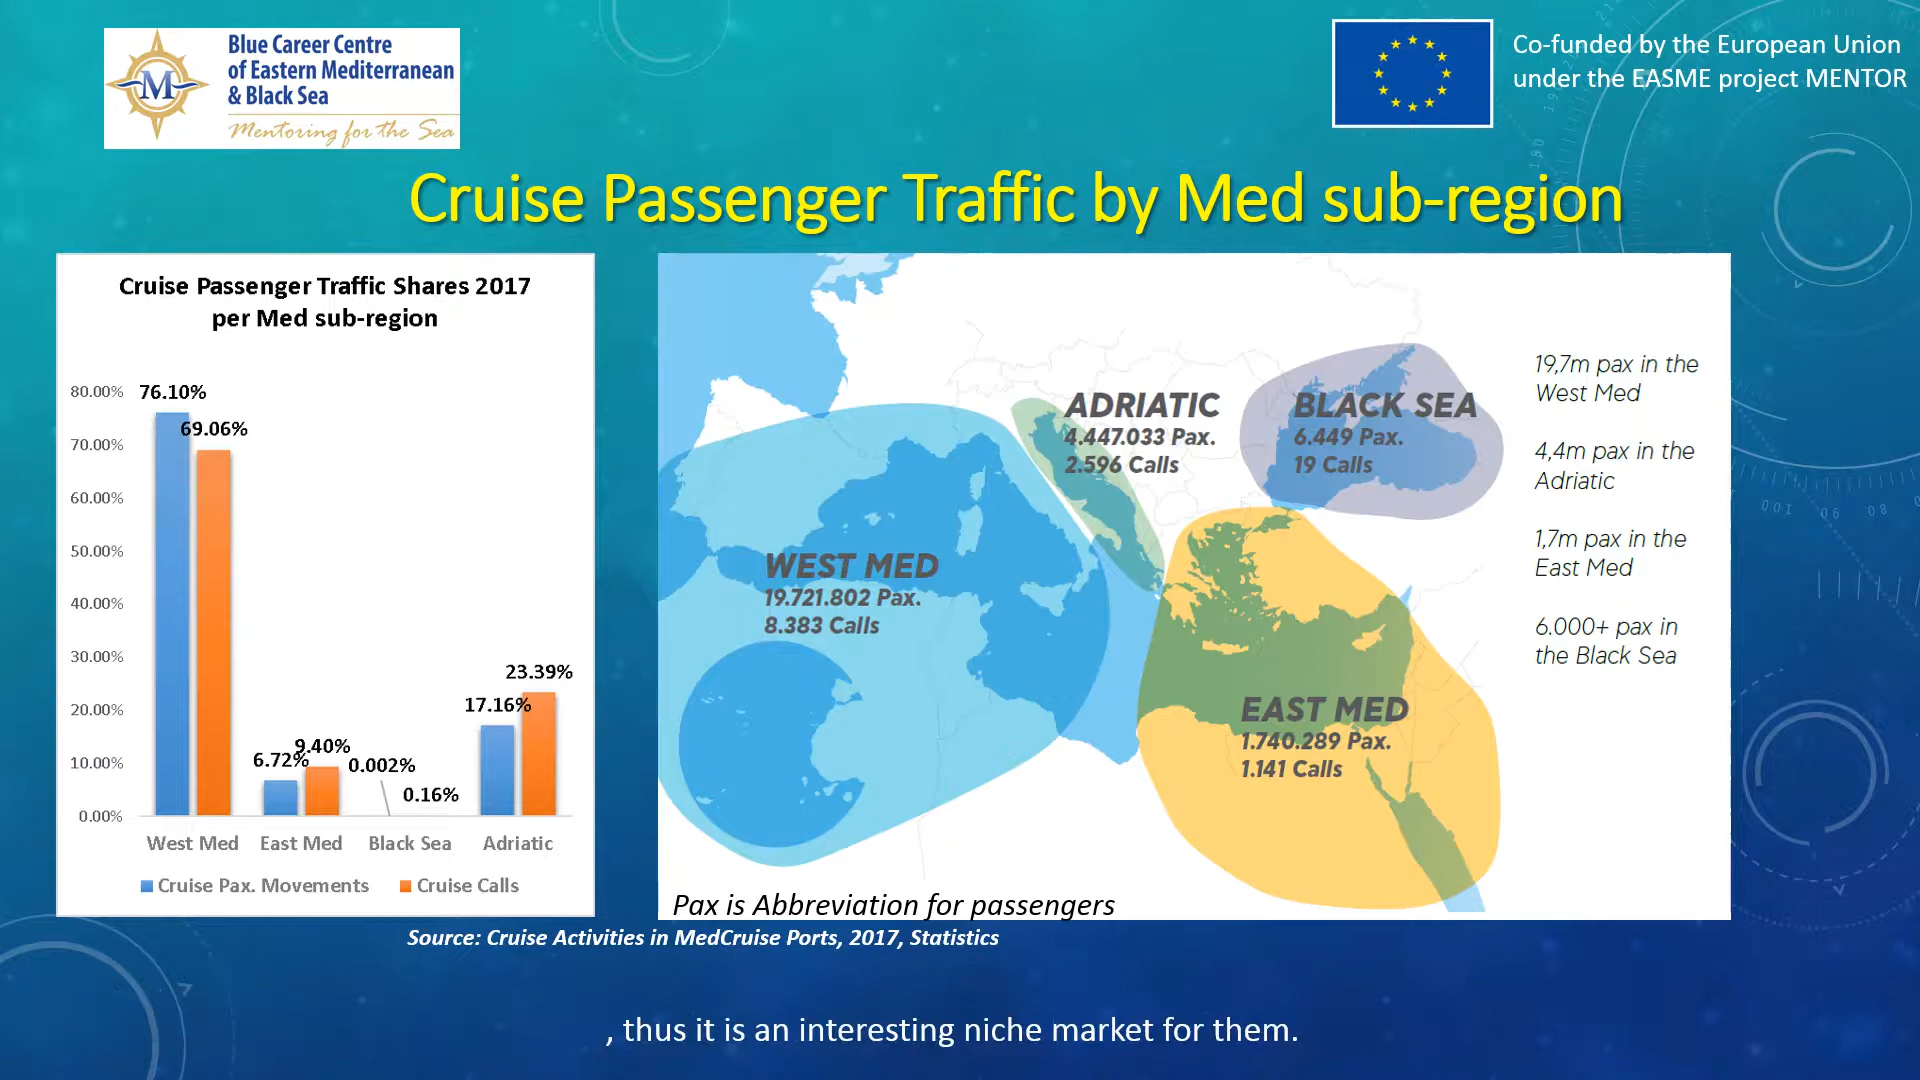 Blue Career Centre
of Eastern Mediterranean
& Black Sea
Mentoring for the Sea
M
Co-funded by the European Union
under the EASME project MENTOR
Cruise Passenger Traffic by Med sub-region
Cruise Passenger Traffic Shares 2017
per Med sub-region
80.00%
70.00%
60.00%
50.00%
40.00%
30.00%
20.00%
10.00%
0.00%
76.10%
69.06%
6.72%
9.40%
0.002%
0.16%
17.16%
23.39%
West Med
East Med
Black Sea
Adriatic
Cruise Pax. Movements
Cruise Calls
WEST MED
19.721.802 Pax.
8.383 Calls
ADRIATIC
4.447.033 Pax.
2.596 Calls
BLACK SEA
6.449 Pax.
19 Calls
EAST MED
1.740.289 Pax.
1.141 Calls
19,7m pax in the
West Med
4,4m pax in the
Adriatic
1,7m pax in the
East Med
6.000+ pax in
the Black Sea
Pax is Abbreviation for passengers
Source: Cruise Activities in MedCruise Ports, 2017, Statistics
, thus it is an interesting niche market for them.